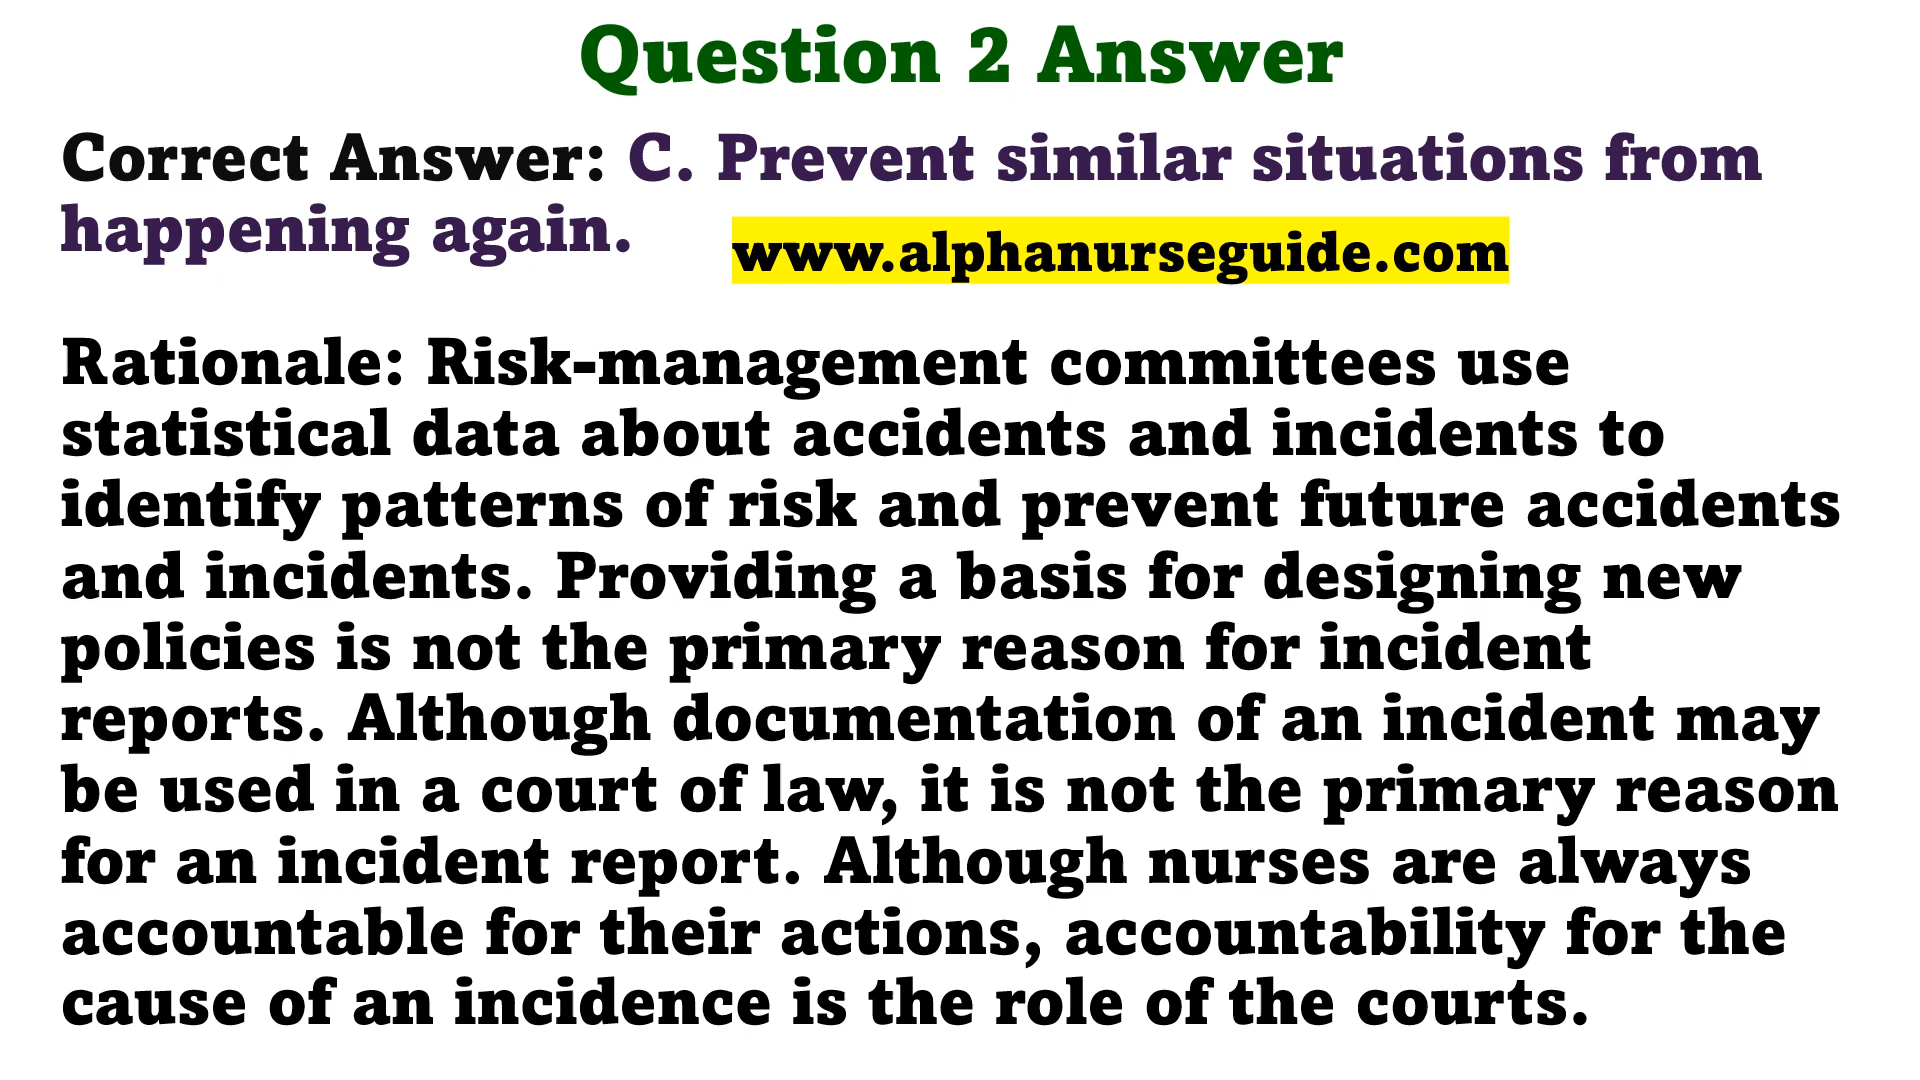 Question 2 Answer
Correct Answer: C. Prevent similar situations from
happening again.
www.alphanurseguide.com
Rationale: Risk-management committees use
statistical data about accidents and incidents to
identify patterns of risk and prevent future accidents
and incidents. Providing a basis for designing new
policies is not the primary reason for incident
reports. Although documentation of an incident may
be used in a court of law, it is not the primary reason
for an incident report. Although nurses are always
accountable for their actions, accountability for the
cause of an incidence is the role of the courts.